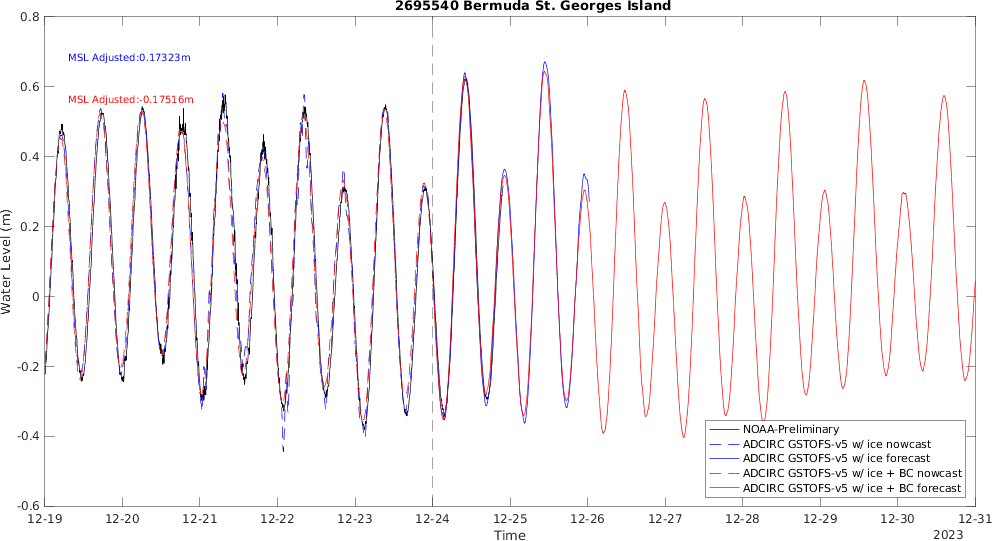 2695540 Bermuda St. Georges Island
0.8
MSL Adjusted:0.17323m
0.6
MSL Adjusted:-0.17516m
0.4
0.2
Water Level (m)
0
-0.2
-0.4
NOAA-Preliminary
ADCIRC GSTOFS-v5 w/ ice nowcast
ADCIRC GSTOFS-v5 w/ ice forecast
ADCIRC GSTOFS-v5 w/ ice + BC nowcast
ADCIRC GSTOFS-v5 w/ ice + BC forecast
-0.6
12-19 12-20 12-21 12-22 12-23 12-24 12-25 12-26 12-27 12-28 12-29 12-30 12-31
Time
2023